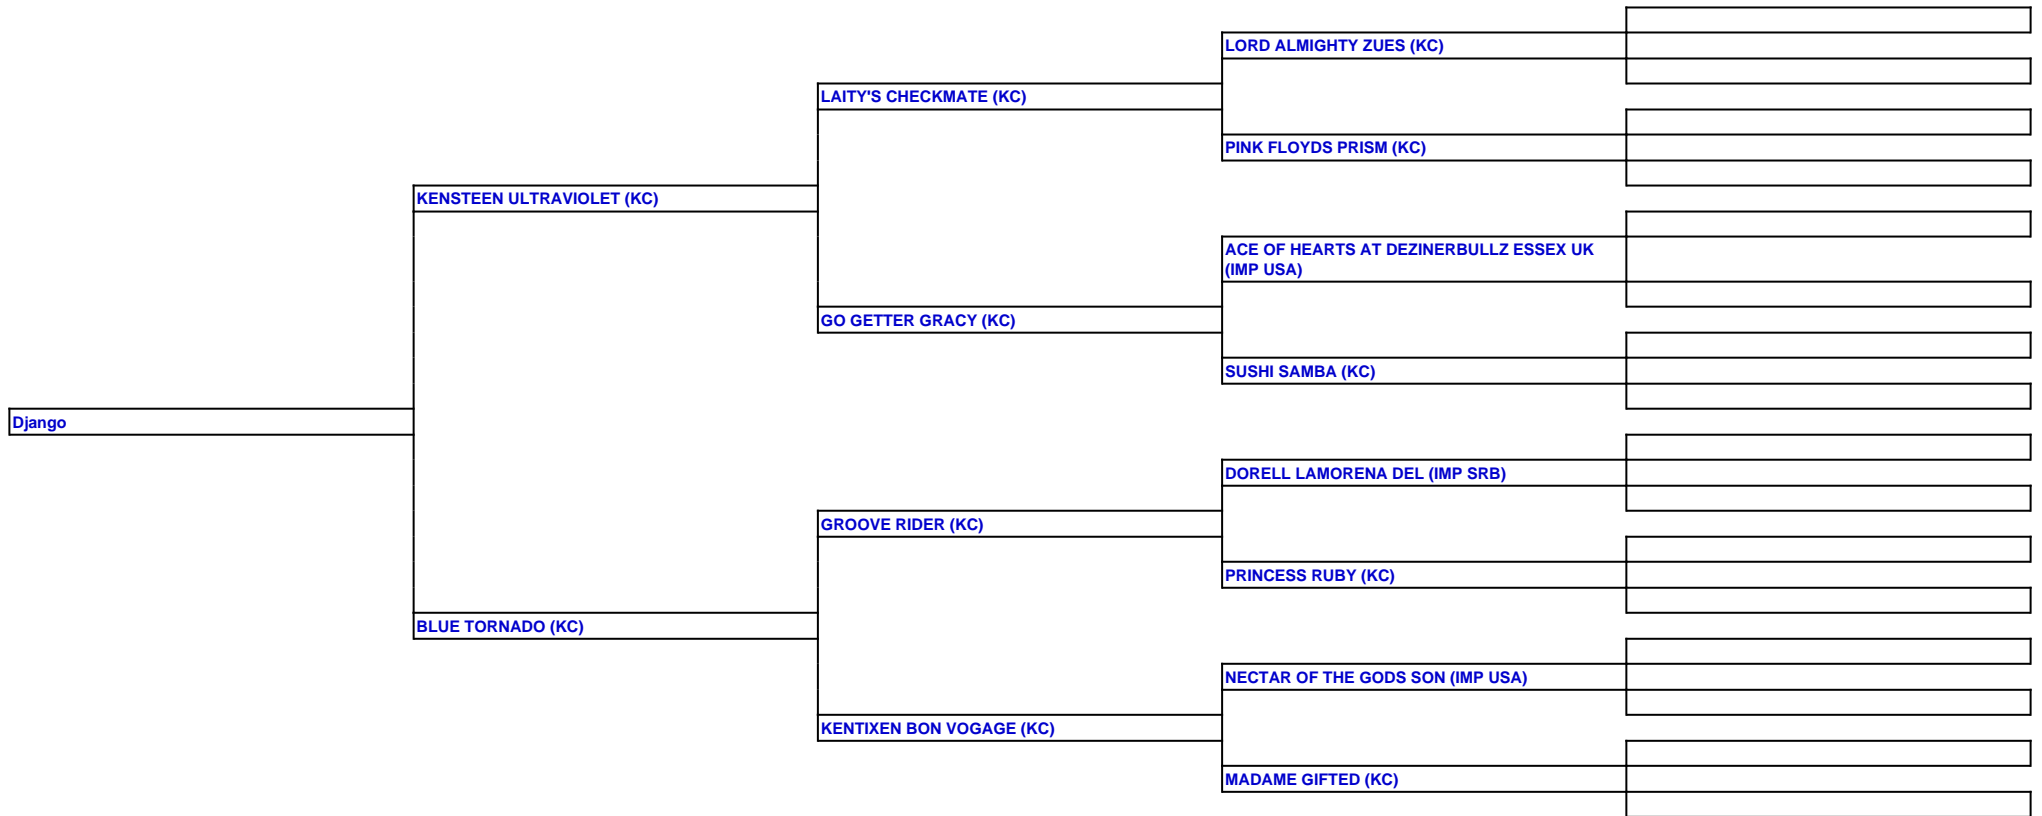 LORD ALMIGHTY ZUES (KC)
LAITY'S CHECKMATE (KC)
PINK FLOYDS PRISM (KC)
KENSTEEN ULTRAVIOLET (KC)
ACE OF HEARTS AT DEZINERBULLZ ESSEX UK
(IMP USA)
GO GETTER GRACY (KC)
SUSHI SAMBA (KC)
Django
DORELL LAMORENA DEL (IMP SRB)
GROOVE RIDER (KC)
PRINCESS RUBY (KC)
BLUE TORNADO (KC)
NECTAR OF THE GODS SON (IMP USA)
KENTIXEN BON VOGAGE (KC)
MADAME GIFTED (KC)